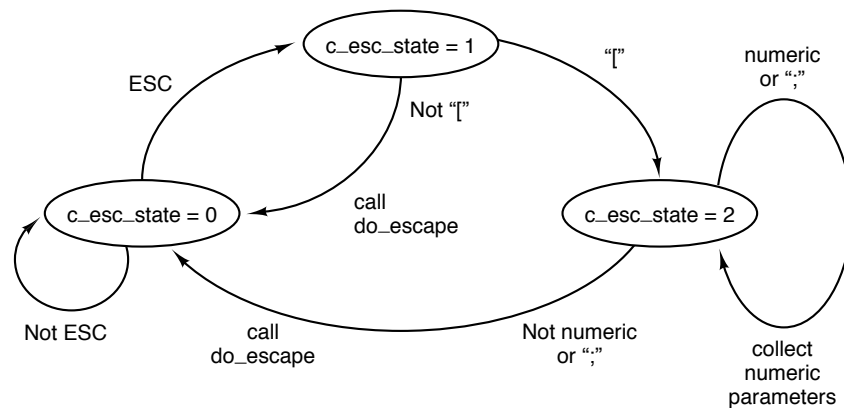 c_esc_state = 1
ESC
“[”
numeric
or “;”
Not “[”
c_esc_state = 0
call
do_escape
c_esc_state = 2
Not ESC
call
do_escape
Not numeric
or “;”
collect
numeric
parameters